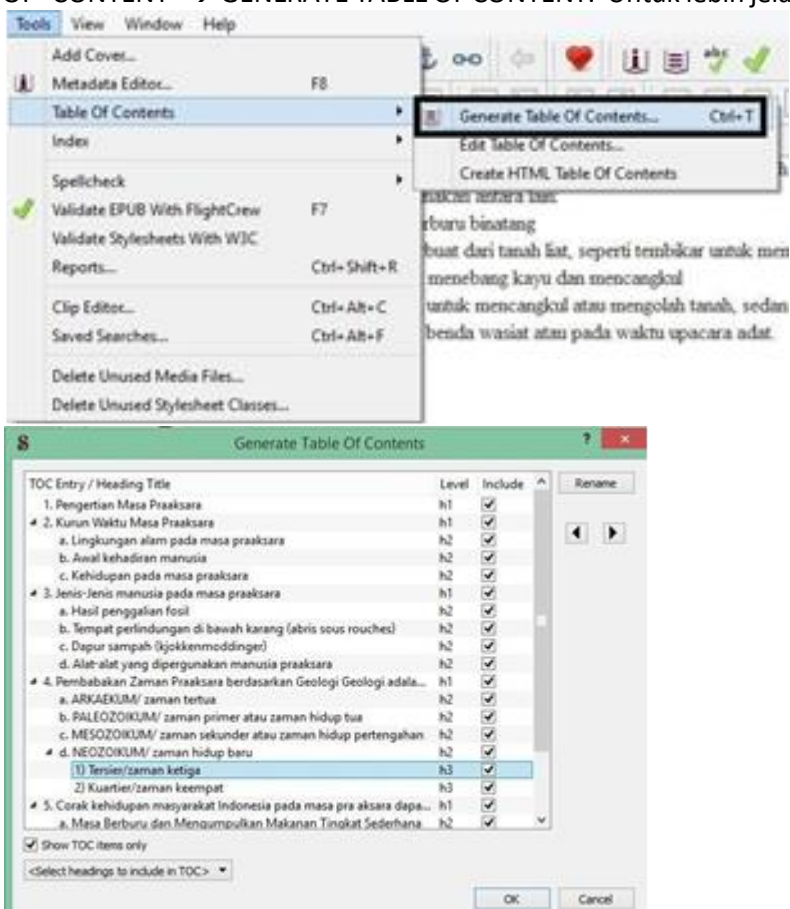 GENERATE TABLE OF CONTENT. Untuk lebih jela
Tools View Window Help
Add Cover...
Metadata Editor... F8
Table Of Contents
Generate Table Of Contents... Ctrl+T
Index
Edit Table Of Contents...
Create HTML Table Of Contents
Spellcheck
Validate EPUB With FlightCrew F7
Validate Stylesheets With W3C
Reports... Ctrl+Shift+R
Clip Editor... Ctrl+Alt+C
Saved Searches... Ctrl+Alt+F
Delete Unused Media Files...
Delete Unused Stylesheet Classes...
antara lain:
binatang
buat dari tanah liat, seperti tembikar untuk
menebang kayu dan mencangkul
untuk mencangkul atau mengolah tanah, sedan
benda wasiat atau pada waktu upacara adat.
Generate Table Of Contents
TOC Entry / Heading Title Level Include Rename
1. Pengertian Masa Praaksara h1
2. Kurun Waktu Masa Praaksara h1
a. Lingkungan alam pada masa praaksara h2
b. Awal kehadiran manusia h2
c. Kehidupan pada masa praaksara h2
3. Jenis-Jenis manusia pada masa praaksara h1
a. Hasil penggalian fosil h2
b. Tempat perlindungan di bawah karang (abris sous rouches) h2
c. Dapur sampah (kjokkenmoddinger) h2
d. Alat-alat yang dipergunakan manusia praaksara h2
4. Pembabakan Zaman Praaksara berdasarkan Geologi Geologi adala... h1
a. ARKAEKUM/ zaman tertua h2
b. PALEOZOIKUM/ zaman primer atau zaman hidup tua h2
c. MESOZOIKUM/ zaman sekunder atau zaman hidup pertengahan h2
d. NEOZOIKUM/ zaman hidup baru h2
1) Tersier/zaman ketiga h3
2) Kuartier/zaman keempat h3
5. Corak kehidupan masyarakat Indonesia pada masa pra aksara dapa... h1
a. Masa Berburu dan Mengumpulkan Makanan Tingkat Sederhana h2
Show TOC items only
<Select headings to include in TOC>
OK Cancel